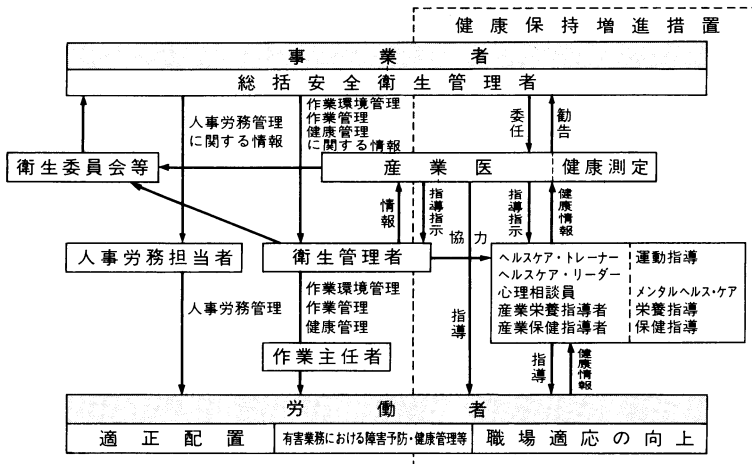 健康保持増進措置
事業者
総括安全衛生管理者
人事労務管理
に関する情報
作業環境管理
作業管理
健康管理
に関する情報
委任
勧告
衛生委員会等
産業医
健康測定
情報
指導指示
指導指示
健康情報
協力
人事労務担当者
衛生管理者
ヘルスケア・トレーナー
ヘルスケア・リーダー
心理相談員
産業栄養指導者
産業保健指導者
運動指導
メンタルヘルス・ケア
栄養指導
保健指導
人事労務管理
作業環境管理
作業管理
健康管理
指導
作業主任者
指導
健康情報
労働者
適正配置
有害業務における障害予防・健康管理等
職場適応の向上